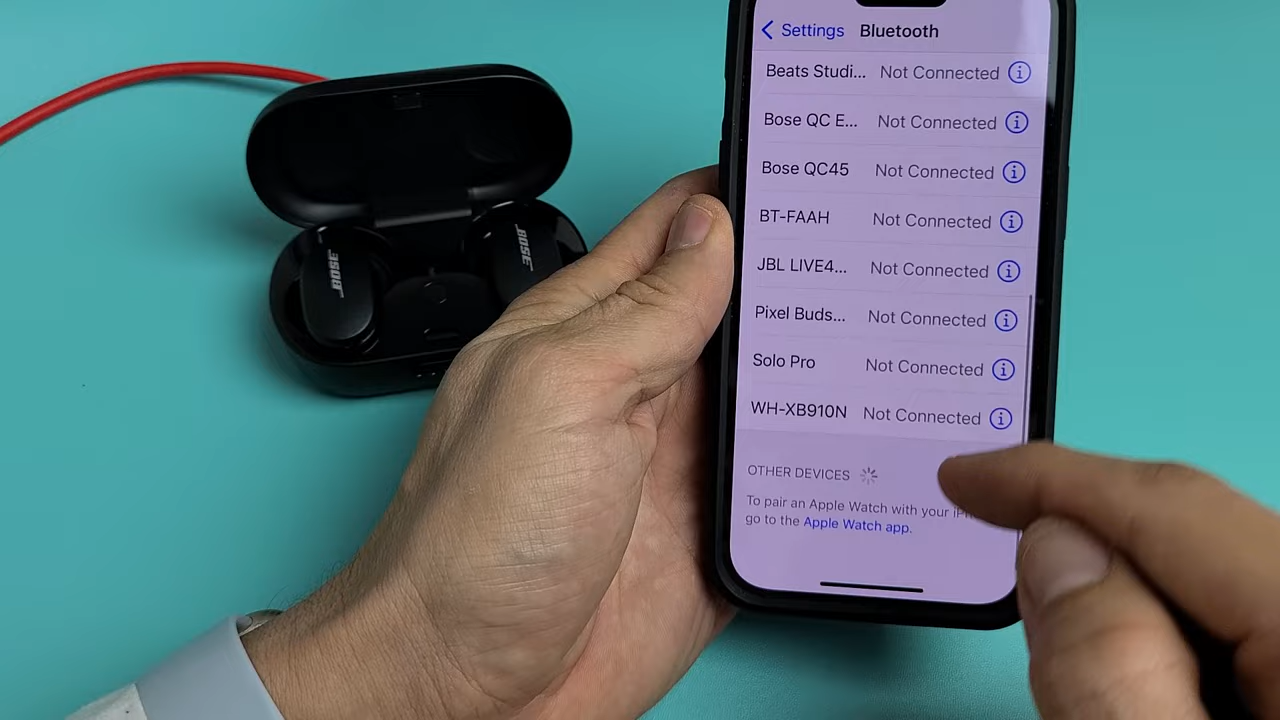 Settings Bluetooth
Beats Studi... Not Connected
Bose QC E... Not Connected
Bose QC45 Not Connected
BT-FAAH Not Connected
JBL LIVE4... Not Connected
Pixel Buds... Not Connected
Solo Pro Not Connected
WH-XB910N Not Connected
OTHER DEVICES
To pair an Apple Watch with your
go to the Apple Watch app.
BOSE
BOSE